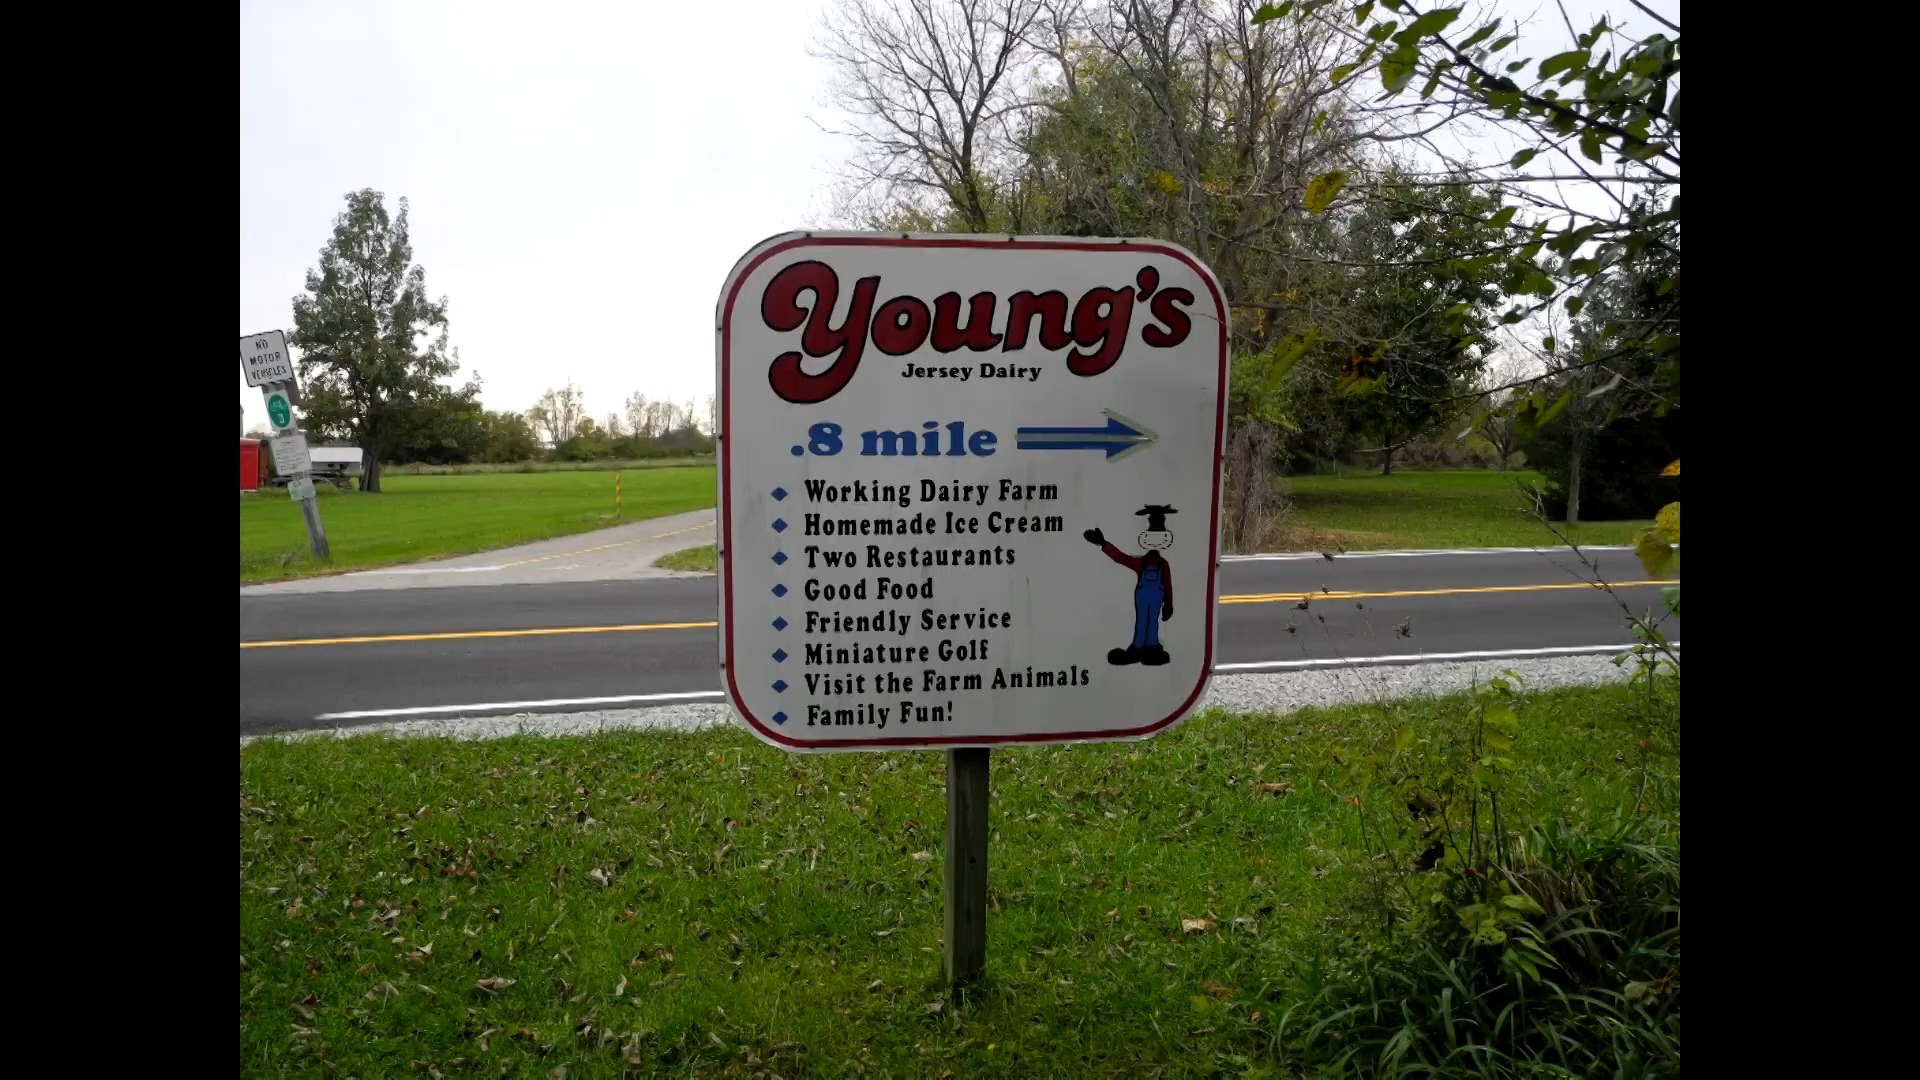 Young's
Jersey Dairy
.8 mile
Working Dairy Farm
Homemade Ice Cream
Two Restaurants
Good Food
Friendly Service
Miniature Golf
Visit the Farm Animals
Family Fun!
NO
MOTOR
VEHICLES
3